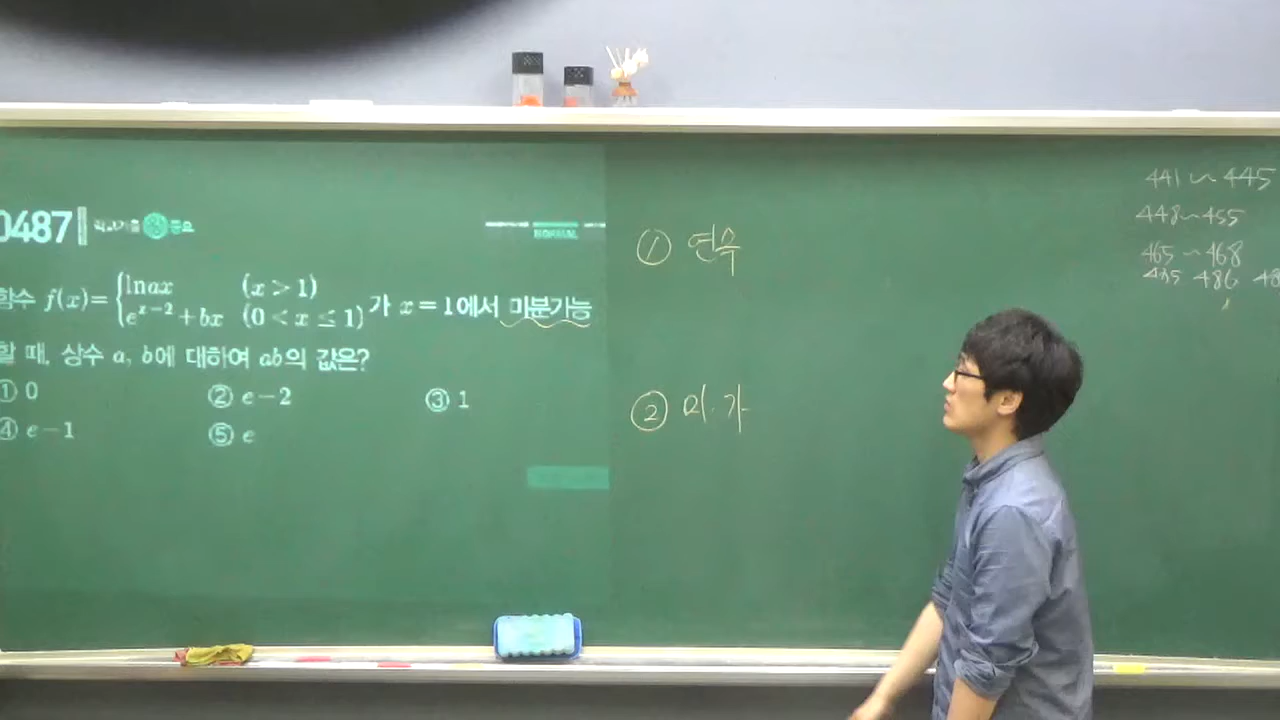 0487
중요
함수 f(x)= { ln ax (x > 1)
e^{x-2} + bx (0 < x ≤ 1) 가 x = 1에서 미분가능
할 때, 상수 a, b에 대하여 ab의 값은?
① 0 ② e-2 ③ 1
④ e-1 ⑤ e
① 연속
② 미.가
441 ~ 445
448~455
465 ~ 468
486